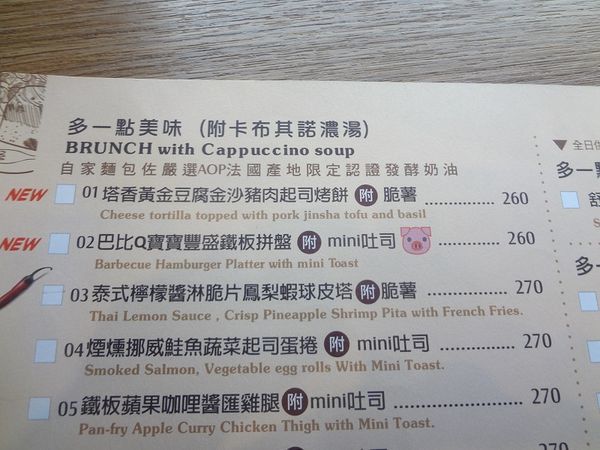 多一點美味 (附卡布其諾濃湯)
BRUNCH with Cappuccino soup
自家麵包佐嚴選AOP法國產地限定認證發酵奶油
NEW 01 塔香黃金豆腐金沙豬肉起司烤餅 附 脆薯 260
Cheese tortilla topped with pork jinsha tofu and basil
NEW 02 巴比Q寶寶豐盛鐵板拼盤 附 mini吐司 260
Barbecue Hamburger Platter with mini Toast
03 泰式檸檬醬淋脆片鳳梨蝦球皮塔 附 脆薯 270
Thai Lemon Sauce , Crisp Pineapple Shrimp Pita with French Fries.
04 煙燻挪威鮭魚蔬菜起司蛋捲 附 mini吐司 270
Smoked Salmon, Vegetable egg rolls With Mini Toast.
05 鐵板蘋果咖哩醬匯雞腿 附 mini吐司 270
Pan-fry Apple Curry Chicken Thigh with Mini Toast.
▼ 全日
多一點
多一